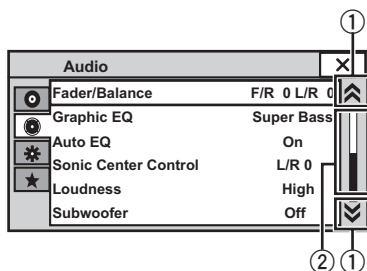 ①
Audio
Fader/Balance F/R 0 L/R 0
Graphic EQ Super Bass
Auto EQ On
Sonic Center Control L/R 0
Loudness High
Subwoofer Off
② ①